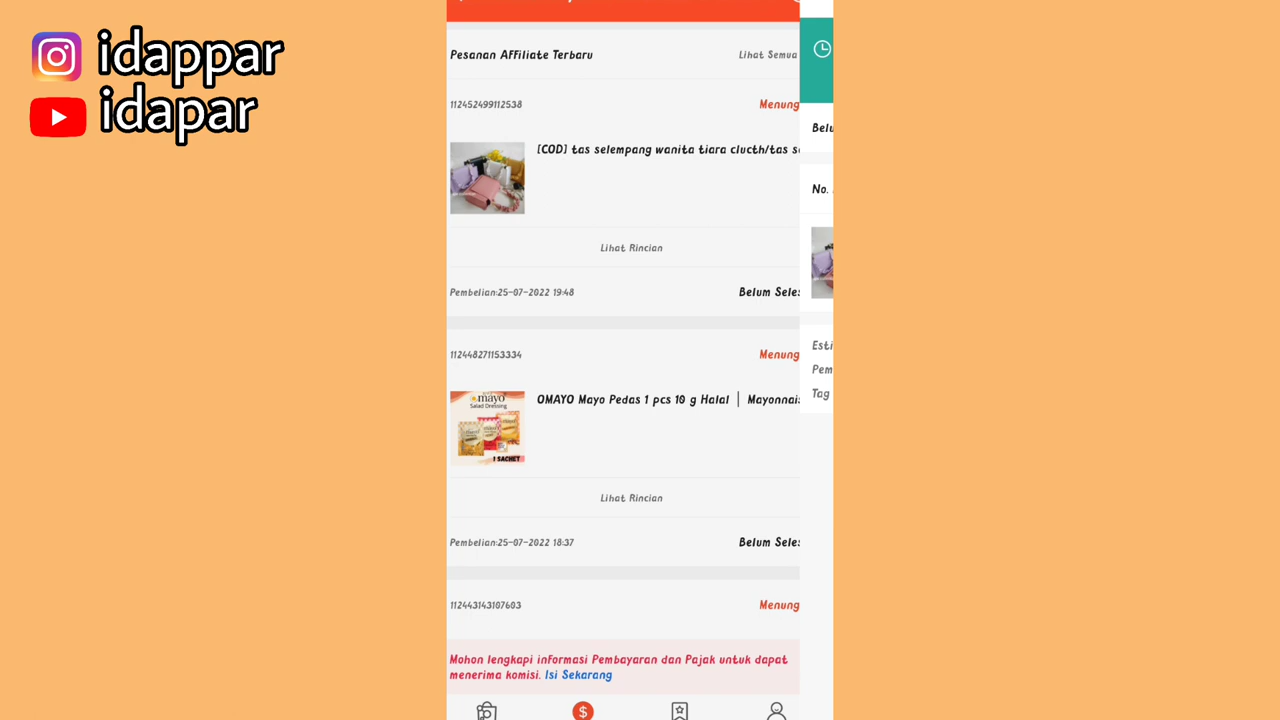 idappar
idapar
Pesanan Affiliate Terbaru
Lihat Semua
112452499112538
Menung
[COD] tas selempang wanita tiara clucth/tas s
Lihat Rincian
Pembelian:25-07-2022 19:48
Belum Seles
112448271153334
Menung
mayo
Salad Dressing
1 SACHET
OMAYO Mayo Pedas 1 pcs 10 g Halal | Mayonnais
Lihat Rincian
Pembelian:25-07-2022 18:37
Belum Seles
112443143107603
Menung
Mohon lengkapi informasi Pembayaran dan Pajak untuk dapat
menerima komisi. Isi Sekarang
Belu
No.
Esti
Pem
Tag